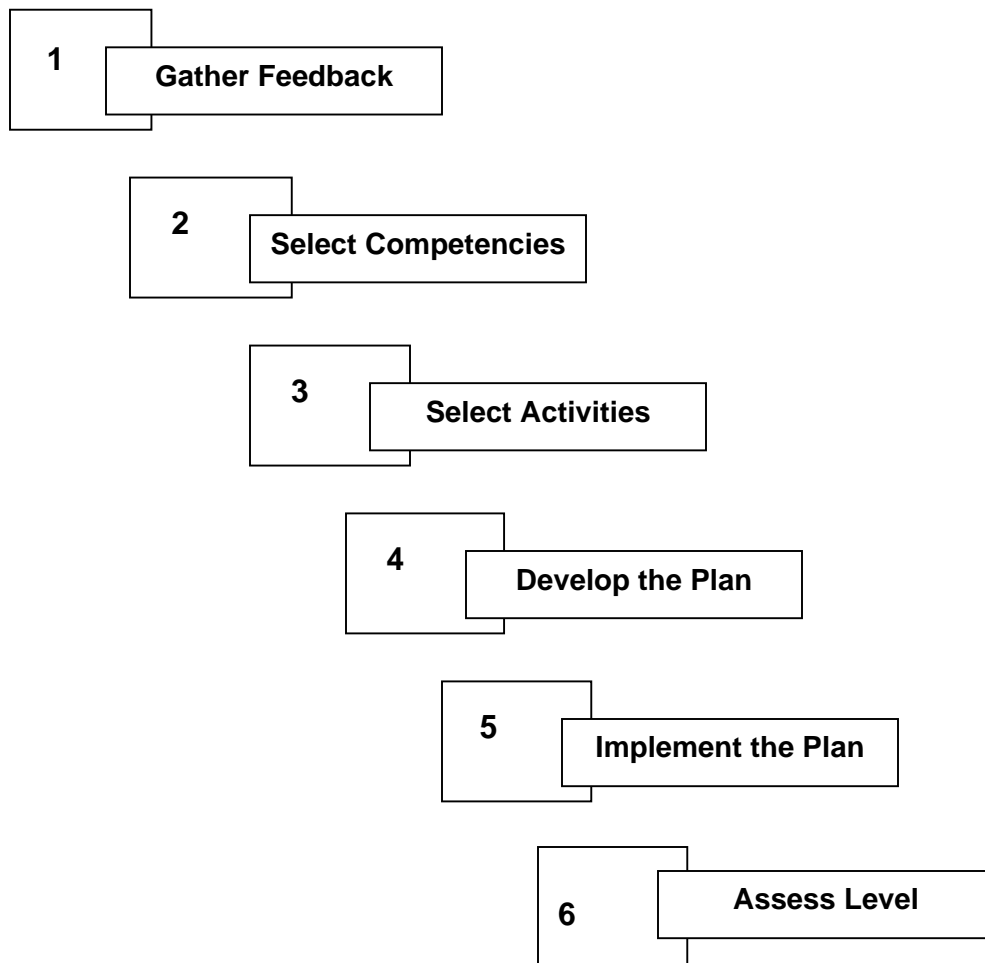 1
Gather Feedback
2
Select Competencies
3
Select Activities
4
Develop the Plan
5
Implement the Plan
6
Assess Level